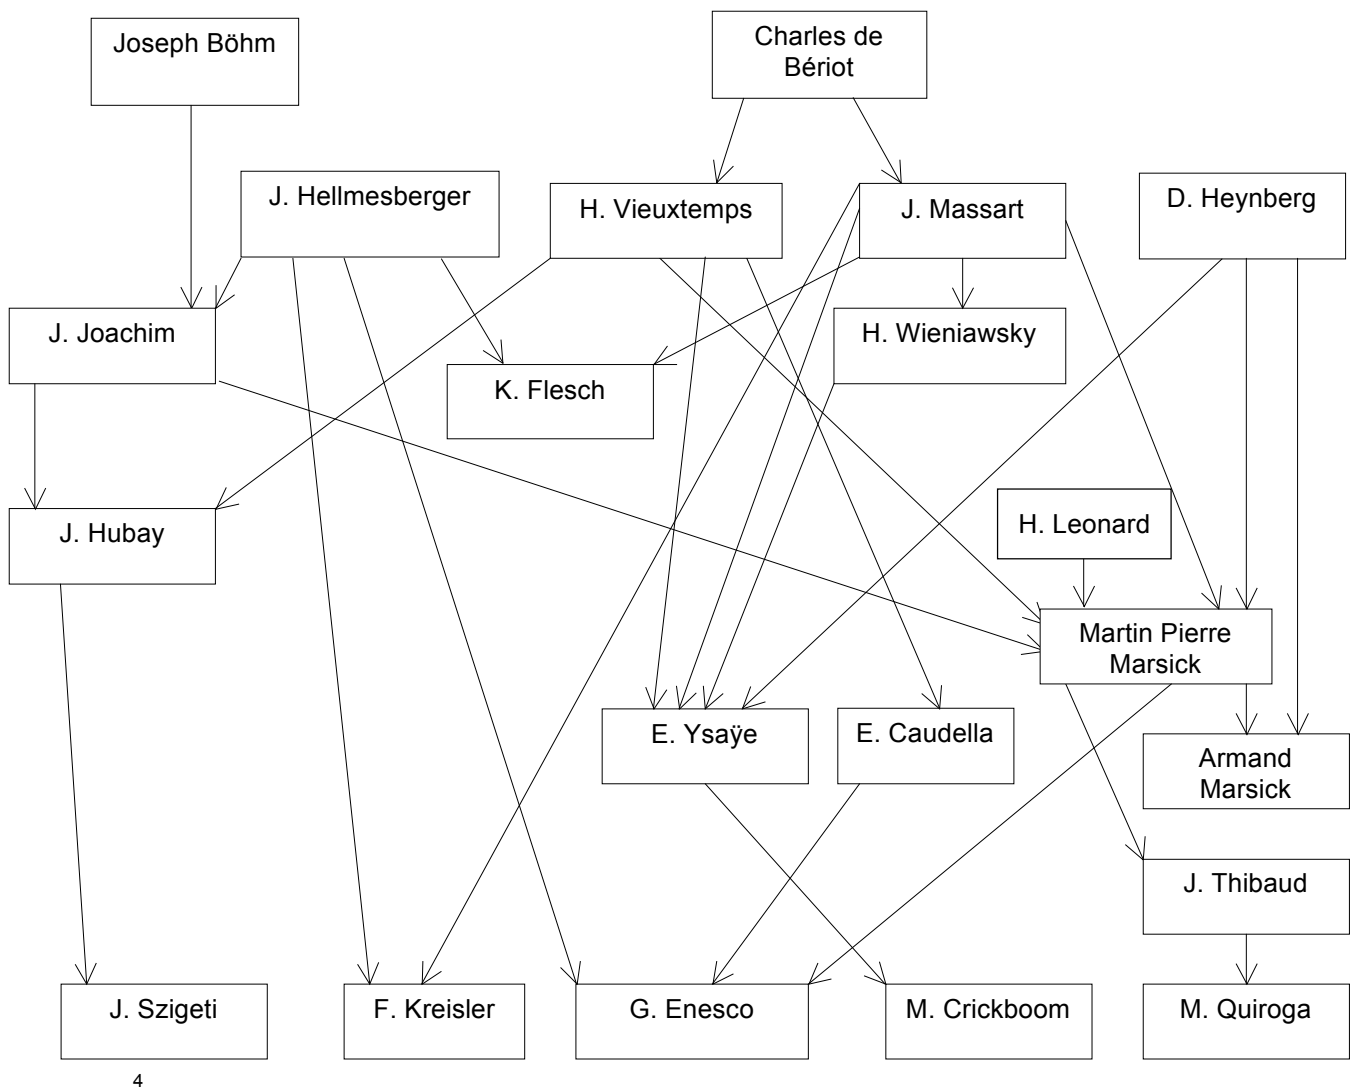 Joseph Böhm
Charles de
Bériot
J. Hellmesberger
H. Vieuxtemps
J. Massart
D. Heynberg
J. Joachim
H. Wieniawsky
K. Flesch
J. Hubay
H. Leonard
Martin Pierre
Marsick
E. Ysaÿe
E. Caudella
Armand
Marsick
J. Thibaud
J. Szigeti
F. Kreisler
G. Enesco
M. Crickboom
M. Quiroga
4